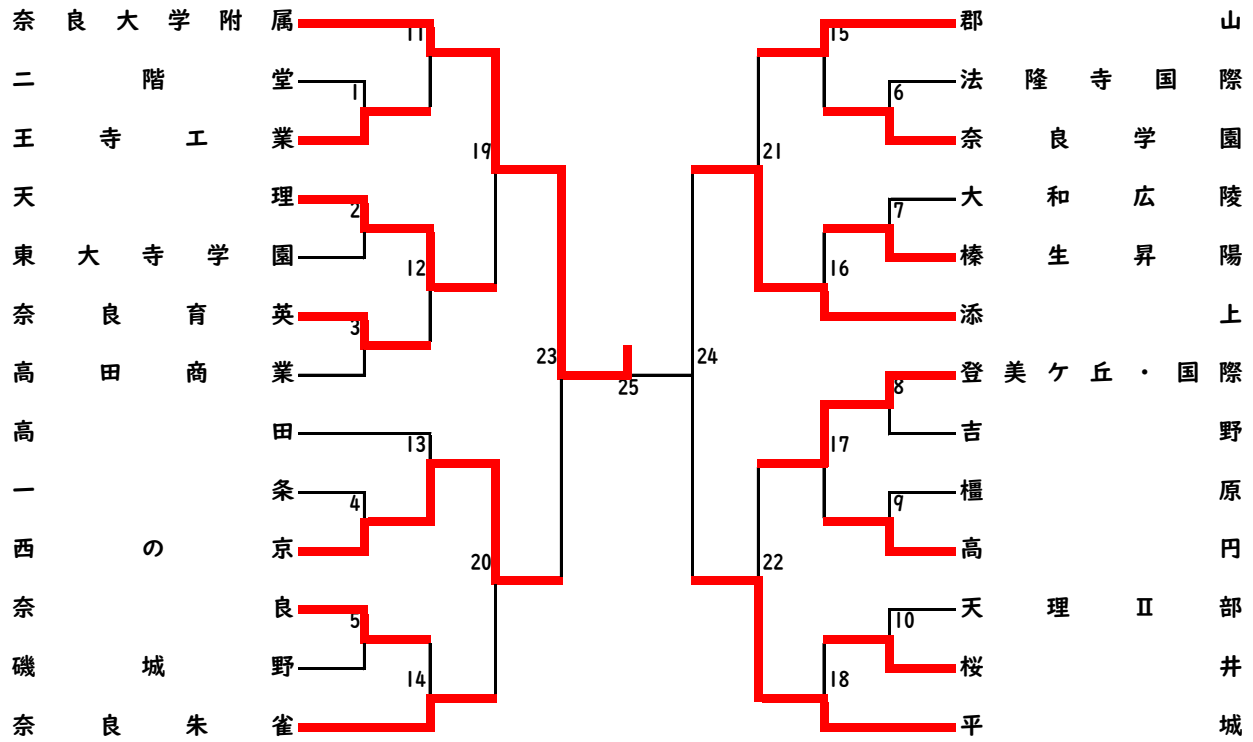 奈良大学附属
二階堂
王寺工業
天理
東大寺学園
奈良育英
高田商業
高田
一条
西の京
奈良
磯城野
奈良朱雀
11
1
19
2
12
3
23
13
4
20
5
14
25
15
6
21
7
16
24
8
17
9
22
10
18
郡山
法隆寺国際
奈良学園
大和広陵
榛生昇陽
添上
登美ケ丘・国際
吉野
橿原
高円
天理Ⅱ部
桜井
平城